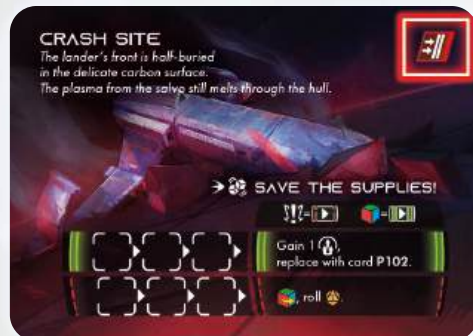 CRASH SITE
The lander's front is half-buried
in the delicate carbon surface.
The plasma from the salvo still melts through the hull.
SAVE THE SUPPLIES!
Gain 1 ,
replace with card P102.
, roll .